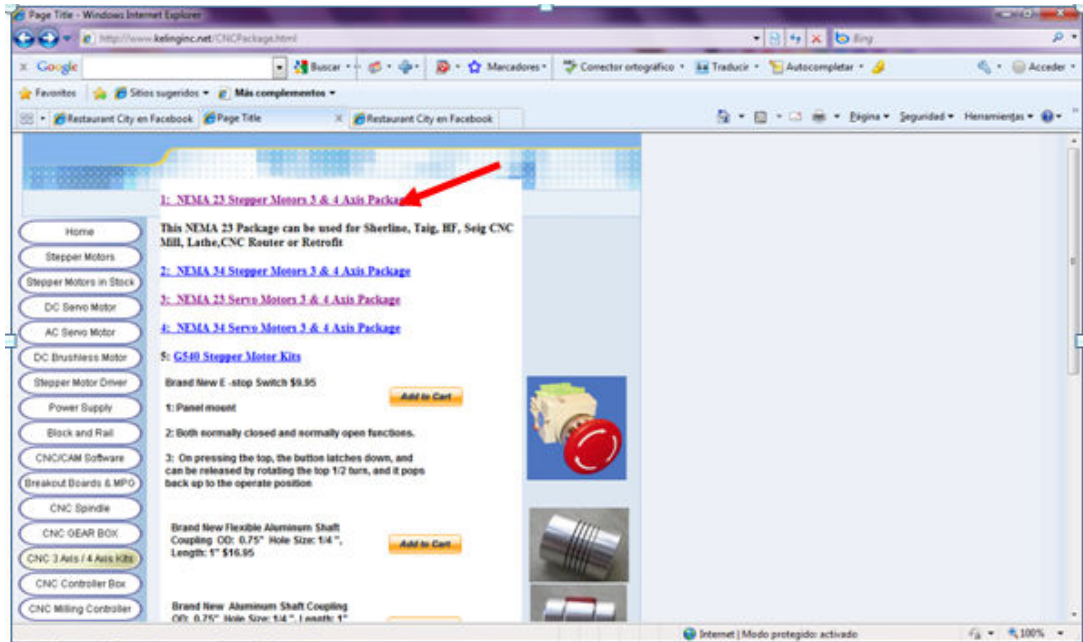 Page Title - Windows Internet Explorer
http://www.kelinginc.net/CNCPackage.html
Bing
x Google
Buscar
Marcadores
Corrector ortográfico
Traducir
Autocompletar
Acceder
Favoritos
Sitios sugeridos
Más complementos
Restaurant City en Facebook
Page Title
Restaurant City en Facebook
Página
Seguridad
Herramientas
Home
Stepper Motors
Stepper Motors in Stock
DC Servo Motor
AC Servo Motor
DC Brushless Motor
Stepper Motor Driver
Power Supply
Block and Rail
CNC/CAM Software
Breakout Boards & MPG
CNC Spindle
CNC GEAR BOX
CNC 3 Axis / 4 Axis Kits
CNC Controller Box
CNC Milling Controller
1: NEMA 23 Stepper Motors 3 & 4 Axis Package
This NEMA 23 Package can be used for Sherline, Taig, HF, Seig CNC
Mill, Lathe,CNC Router or Retrofit
2: NEMA 34 Stepper Motors 3 & 4 Axis Package
3: NEMA 23 Servo Motors 3 & 4 Axis Package
4: NEMA 34 Servo Motors 3 & 4 Axis Package
5: G540 Stepper Motor Kits
Brand New E -stop Switch $9.95
Add to Cart
1: Panel mount
2: Both normally closed and normally open functions.
3: On pressing the top, the button latches down, and
can be released by rotating the top 1/2 turn, and it pops
back up to the operate position
Brand New Flexible Aluminum Shaft
Coupling OD: 0.75" Hole Size: 1/4 ",
Length: 1" $16.95
Add to Cart
Brand New Aluminum Shaft Coupling
OD: 0.75" Hole Size: 1/4 ", Length: 1"
Internet | Modo protegido: activado
100%